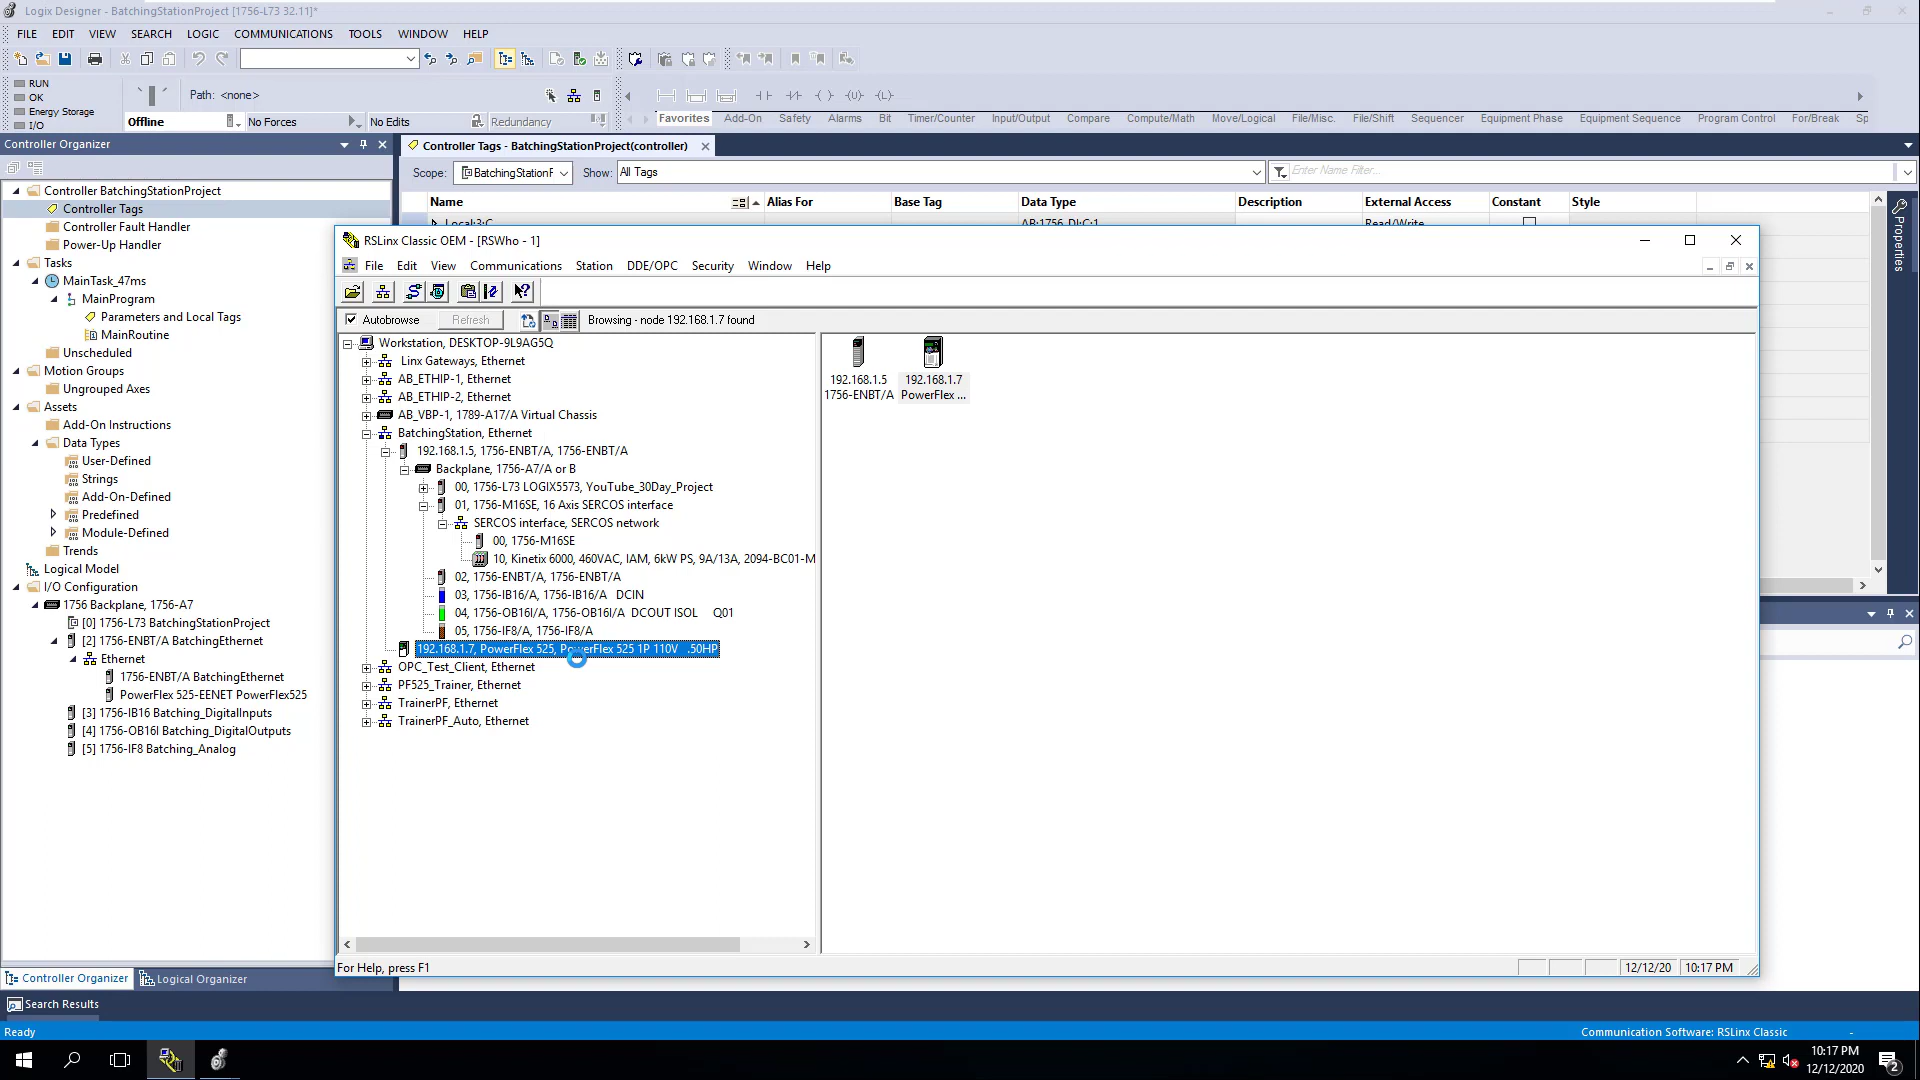 Logix Designer - BatchingStationProject [1756-L73 32.11]*
FILE EDIT VIEW SEARCH LOGIC COMMUNICATIONS TOOLS WINDOW HELP
RUN
OK
Energy Storage
I/O
Path: <none>
Offline
No Forces
No Edits
Redundancy
Favorites Add-On Safety Alarms Bit Timer/Counter Input/Output Compare Compute/Math Move/Logical File/Misc. File/Shift Sequencer Equipment Phase Equipment Sequence Program Control For/Break Sp
Controller Organizer
Controller Tags - BatchingStationProject(controller)
Scope: BatchingStationF Show: All Tags Enter Name Filter...
Name Alias For Base Tag Data Type Description External Access Constant Style
Local:3:C AB:1756_DI:C:1 Read/Write
Properties
Controller BatchingStationProject
Controller Tags
Controller Fault Handler
Power-Up Handler
Tasks
MainTask_47ms
MainProgram
Parameters and Local Tags
MainRoutine
Unscheduled
Motion Groups
Ungrouped Axes
Assets
Add-On Instructions
Data Types
User-Defined
Strings
Add-On-Defined
Predefined
Module-Defined
Trends
Logical Model
I/O Configuration
1756 Backplane, 1756-A7
[0] 1756-L73 BatchingStationProject
[2] 1756-ENBT/A BatchingEthernet
Ethernet
1756-ENBT/A BatchingEthernet
PowerFlex 525-EENET PowerFlex525
[3] 1756-IB16 Batching_DigitalInputs
[4] 1756-OB16I Batching_DigitalOutputs
[5] 1756-IF8 Batching_Analog
RSLinx Classic OEM - [RSWho - 1]
File Edit View Communications Station DDE/OPC Security Window Help
Autobrowse Refresh Browsing - node 192.168.1.7 found
Workstation, DESKTOP-9L9AG5Q
Linx Gateways, Ethernet
AB_ETHIP-1, Ethernet
AB_ETHIP-2, Ethernet
AB_VBP-1, 1789-A17/A Virtual Chassis
BatchingStation, Ethernet
192.168.1.5, 1756-ENBT/A, 1756-ENBT/A
Backplane, 1756-A7/A or B
00, 1756-L73 LOGIX5573, YouTube_30Day_Project
01, 1756-M16SE, 16 Axis SERCOS interface
SERCOS interface, SERCOS network
00, 1756-M16SE
10, Kinetix 6000, 460VAC, IAM, 6kW PS, 9A/13A, 2094-BC01-M
02, 1756-ENBT/A, 1756-ENBT/A
03, 1756-IB16/A, 1756-IB16/A DCIN
04, 1756-OB16I/A, 1756-OB16I/A DCOUT ISOL Q01
05, 1756-IF8/A, 1756-IF8/A
192.168.1.7, PowerFlex 525, PowerFlex 525 1P 110V .50HP
OPC_Test_Client, Ethernet
PF525_Trainer, Ethernet
TrainerPF, Ethernet
TrainerPF_Auto, Ethernet
192.168.1.5
1756-ENBT/A
192.168.1.7
PowerFlex ...
For Help, press F1
12/12/20 10:17 PM
Controller Organizer Logical Organizer
Search Results
Ready
Communication Software: RSLinx Classic
10:17 PM
12/12/2020
2